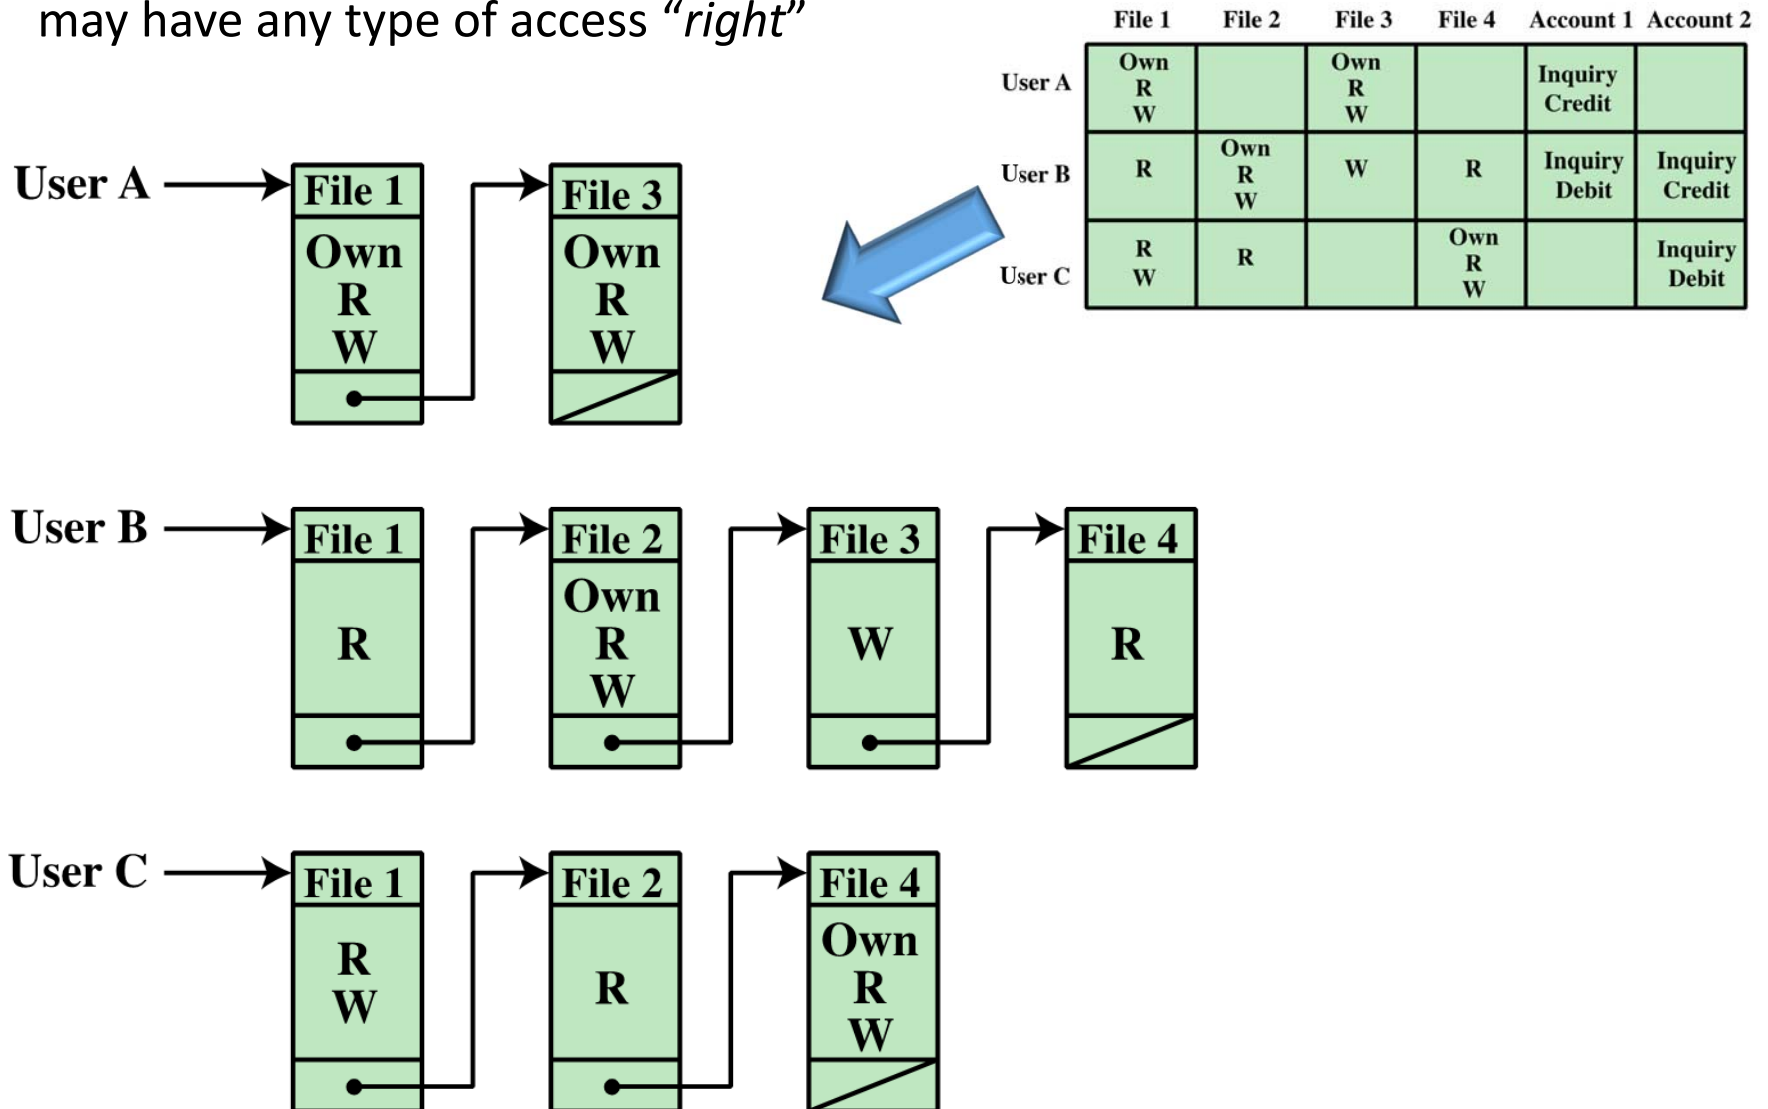 may have any type of access “right”
File 1 File 2 File 3 File 4 Account 1 Account 2
User A
Own
R
W
Own
R
W
Inquiry
Credit
User B
R
Own
R
W
W
R
Inquiry
Debit
Inquiry
Credit
User C
R
W
R
Own
R
W
Inquiry
Debit
User A
File 1
Own
R
W
File 3
Own
R
W
User B
File 1
R
File 2
Own
R
W
File 3
W
File 4
R
User C
File 1
R
W
File 2
R
File 4
Own
R
W